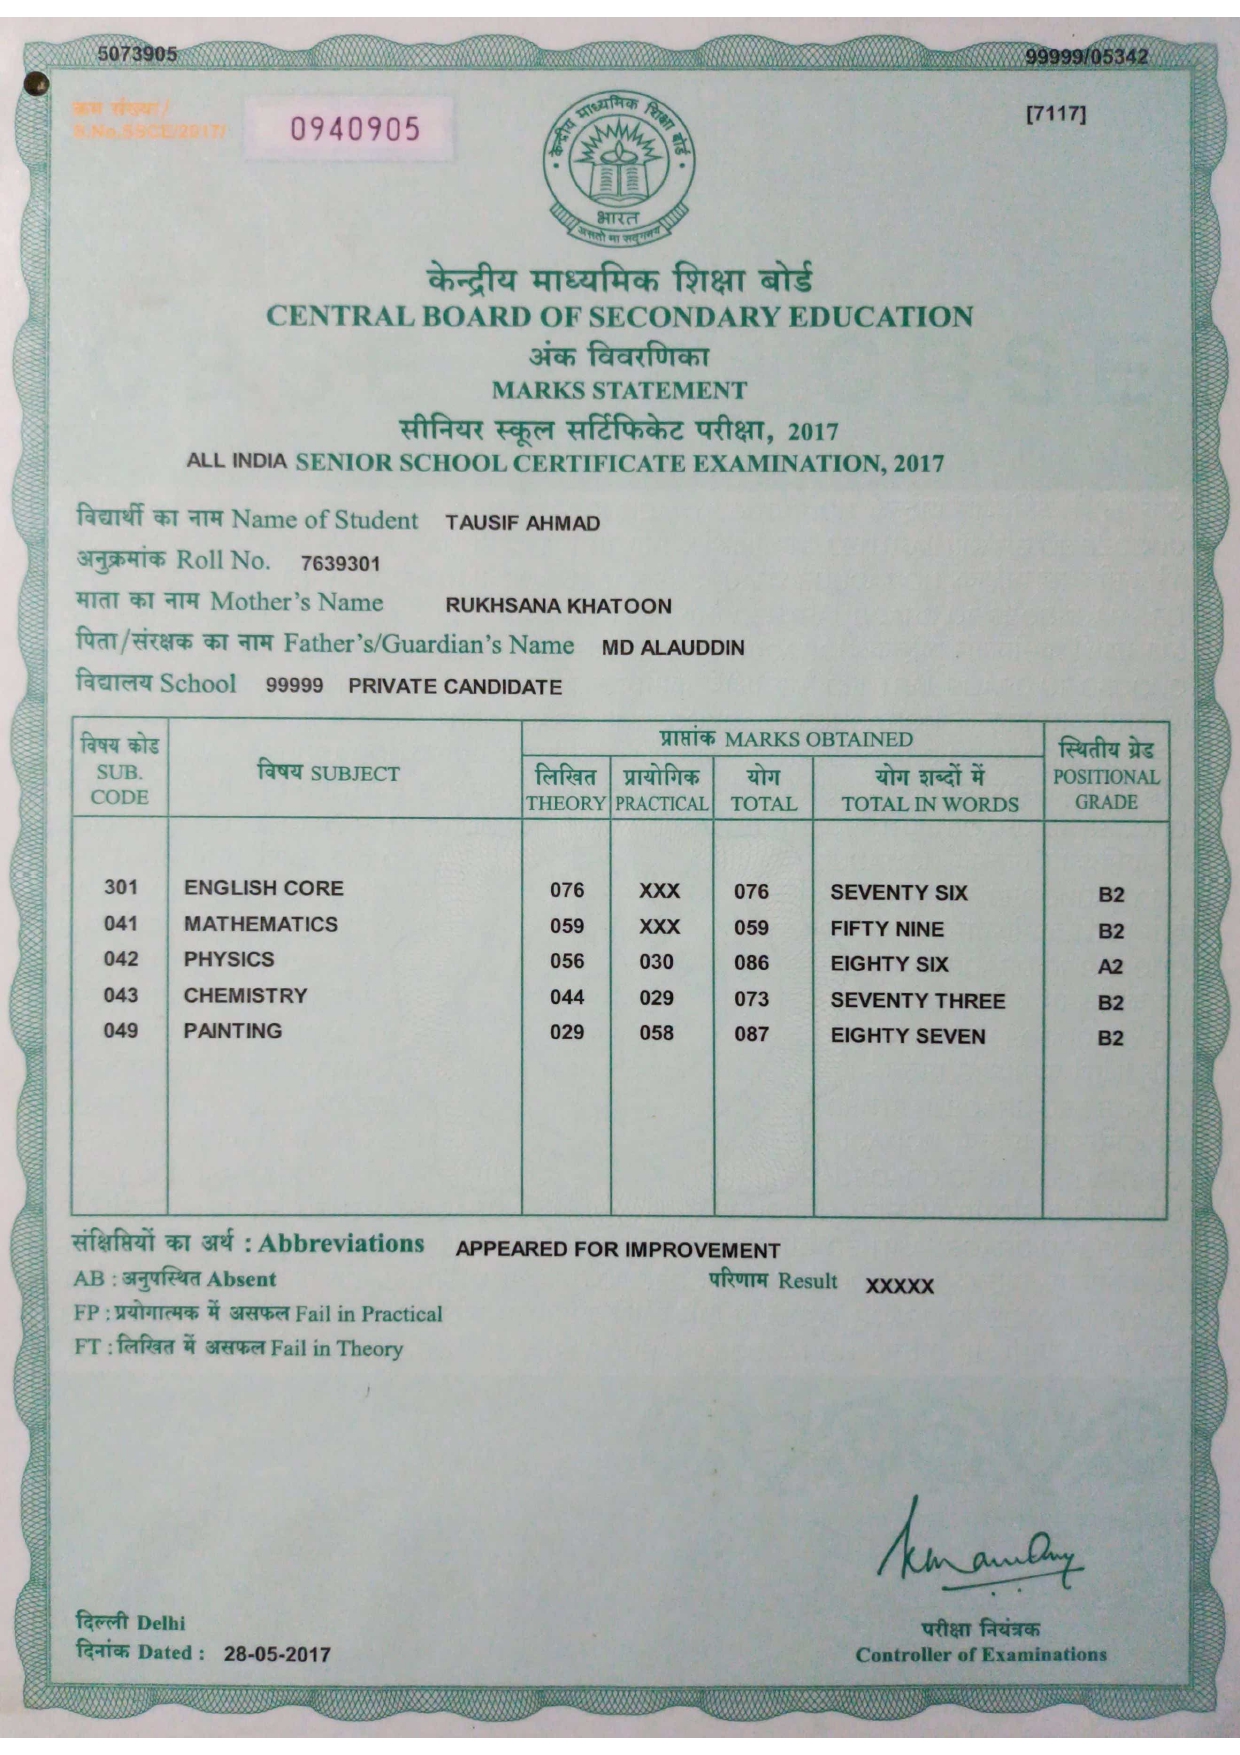 5073905 99999/05342
क्रम संख्या/
S.No.SSCE/2017/ 0940905 [7117]
केन्द्रीय माध्यमिक शिक्षा बोर्ड
भारत
असतो मा सद्गमय
केन्द्रीय माध्यमिक शिक्षा बोर्ड
CENTRAL BOARD OF SECONDARY EDUCATION
अंक विवरणिका
MARKS STATEMENT
सीनियर स्कूल सर्टिफिकेट परीक्षा, 2017
ALL INDIA SENIOR SCHOOL CERTIFICATE EXAMINATION, 2017
विद्यार्थी का नाम Name of Student TAUSIF AHMAD
अनुक्रमांक Roll No. 7639301
माता का नाम Mother's Name RUKHSANA KHATOON
पिता/संरक्षक का नाम Father's/Guardian's Name MD ALAUDDIN
विद्यालय School 99999 PRIVATE CANDIDATE
विषय कोड SUB. CODE विषय SUBJECT प्राप्तांक MARKS OBTAINED स्थितीय ग्रेड POSITIONAL GRADE
लिखित THEORY प्रायोगिक PRACTICAL योग TOTAL योग शब्दों में TOTAL IN WORDS
301 ENGLISH CORE 076 XXX 076 SEVENTY SIX B2
041 MATHEMATICS 059 XXX 059 FIFTY NINE B2
042 PHYSICS 056 030 086 EIGHTY SIX A2
043 CHEMISTRY 044 029 073 SEVENTY THREE B2
049 PAINTING 029 058 087 EIGHTY SEVEN B2
संक्षिप्तियों का अर्थ : Abbreviations APPEARED FOR IMPROVEMENT
AB : अनुपस्थित Absent परिणाम Result XXXXX
FP : प्रयोगात्मक में असफल Fail in Practical
FT : लिखित में असफल Fail in Theory
दिल्ली Delhi
दिनांक Dated : 28-05-2017
परीक्षा नियंत्रक
Controller of Examinations